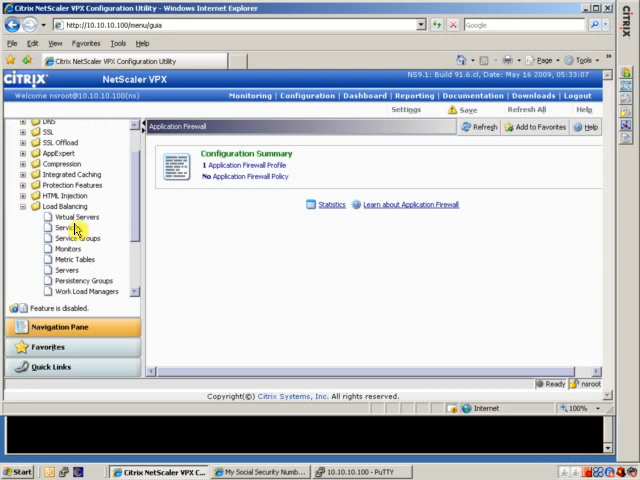 Citrix NetScaler VPX Configuration Utility - Windows Internet Explorer
http://10.10.10.100/menu/guia
Google
File Edit View Favorites Tools Help
Citrix NetScaler VPX Configuration Utility
Page Tools
CITRIX NetScaler VPX
NS9.1: Build 91.6.cl, Date: May 16 2009, 05:33:07
Welcome nsroot@10.10.10.100(ns)
Monitoring | Configuration | Dashboard | Reporting | Documentation | Downloads | Logout
Settings Save Refresh All Help
DNS
SSL
SSL Offload
AppExpert
Compression
Integrated Caching
Protection Features
HTML Injection
Load Balancing
Virtual Servers
Services
Service Groups
Monitors
Metric Tables
Servers
Persistency Groups
Work Load Managers
Feature is disabled.
Navigation Pane
Favorites
Quick Links
Application Firewall
Refresh Add to Favorites Help
Configuration Summary
1 Application Firewall Profile
No Application Firewall Policy
Statistics Learn about Application Firewall
Ready nsroot
Copyright(©) Citrix Systems, Inc. All rights reserved.
Internet 100%
Start Citrix NetScaler VPX C... My Social Security Numb... 10.10.10.100 - PuTTY
CITRIX